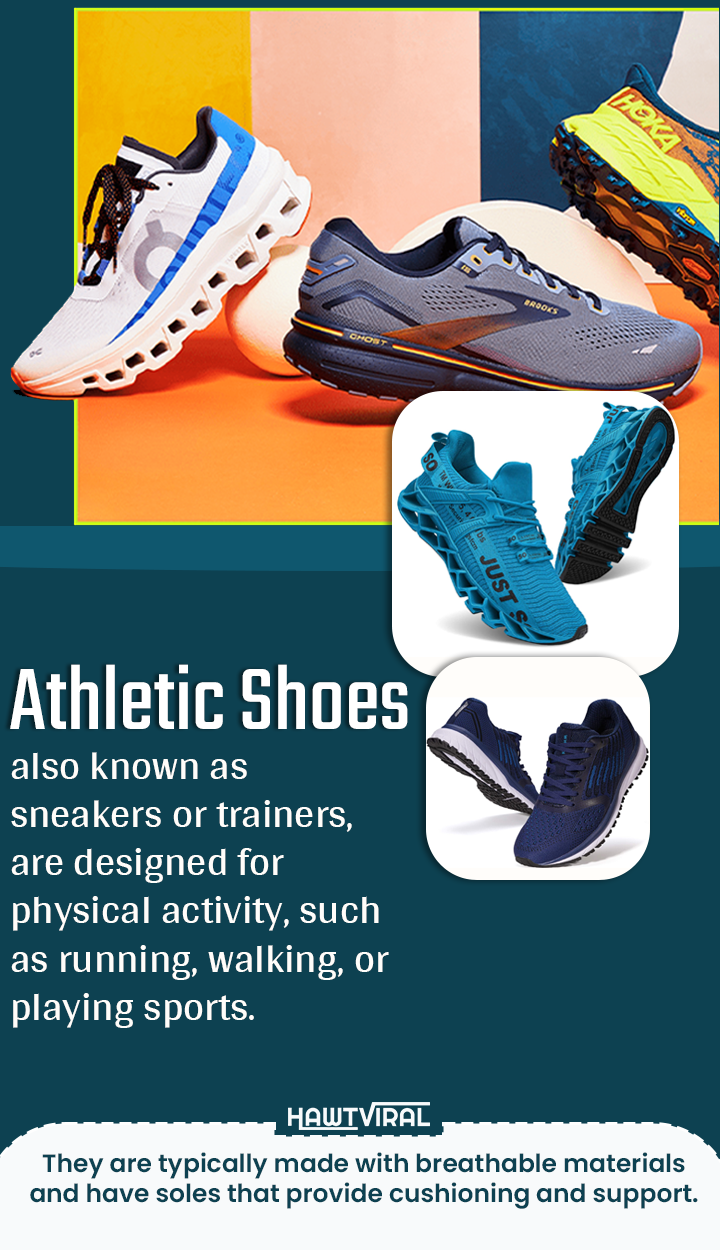 HOKA
BROOKS
GHOST
JUST S
Athletic Shoes
also known as
sneakers or trainers,
are designed for
physical activity, such
as running, walking, or
playing sports.
HAWTVIRAL
They are typically made with breathable materials
and have soles that provide cushioning and support.